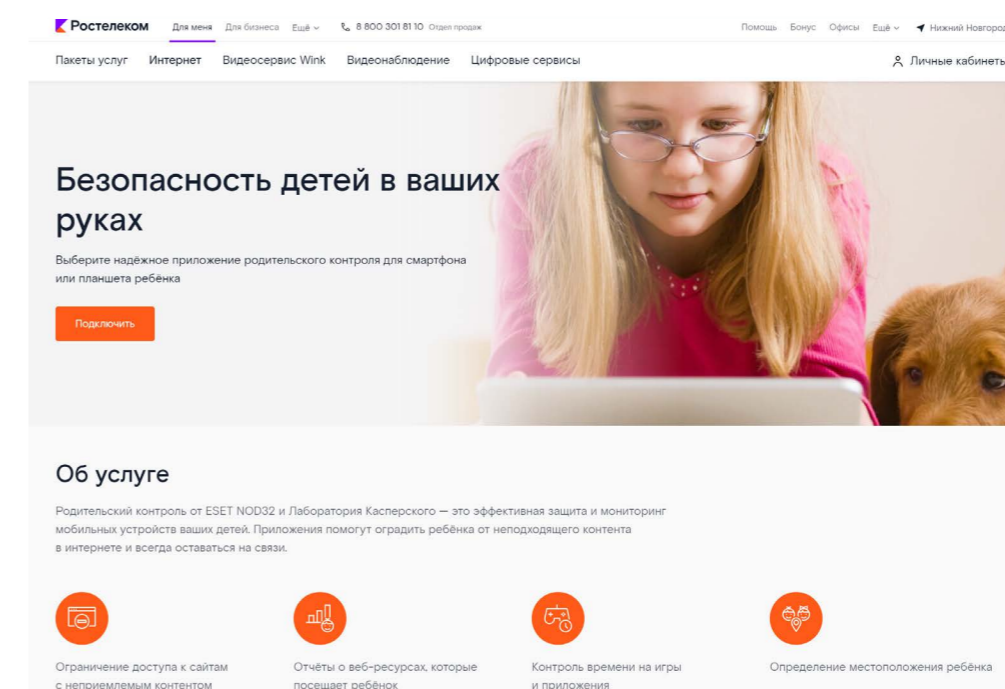 Ростелеком Для меня Для бизнеса Ещё 8 800 301 81 10 Отдел продаж Помощь Бонус Офисы Ещё Нижний Новгород
Пакеты услуг Интернет Видеосервис Wink Видеонаблюдение Цифровые сервисы Личные кабинеты
Безопасность детей в ваших
руках
Выберите надёжное приложение родительского контроля для смартфона
или планшета ребёнка
Подключить
Об услуге
Родительский контроль от ESET NOD32 и Лаборатория Касперского — это эффективная защита и мониторинг
мобильных устройств ваших детей. Приложения помогут оградить ребёнка от неподходящего контента
в интернете и всегда оставаться на связи.
Ограничение доступа к сайтам
с неприемлемым контентом
Отчёты о веб-ресурсах, которые
посещает ребёнок
Контроль времени на игры
и приложения
Определение местоположения ребёнка